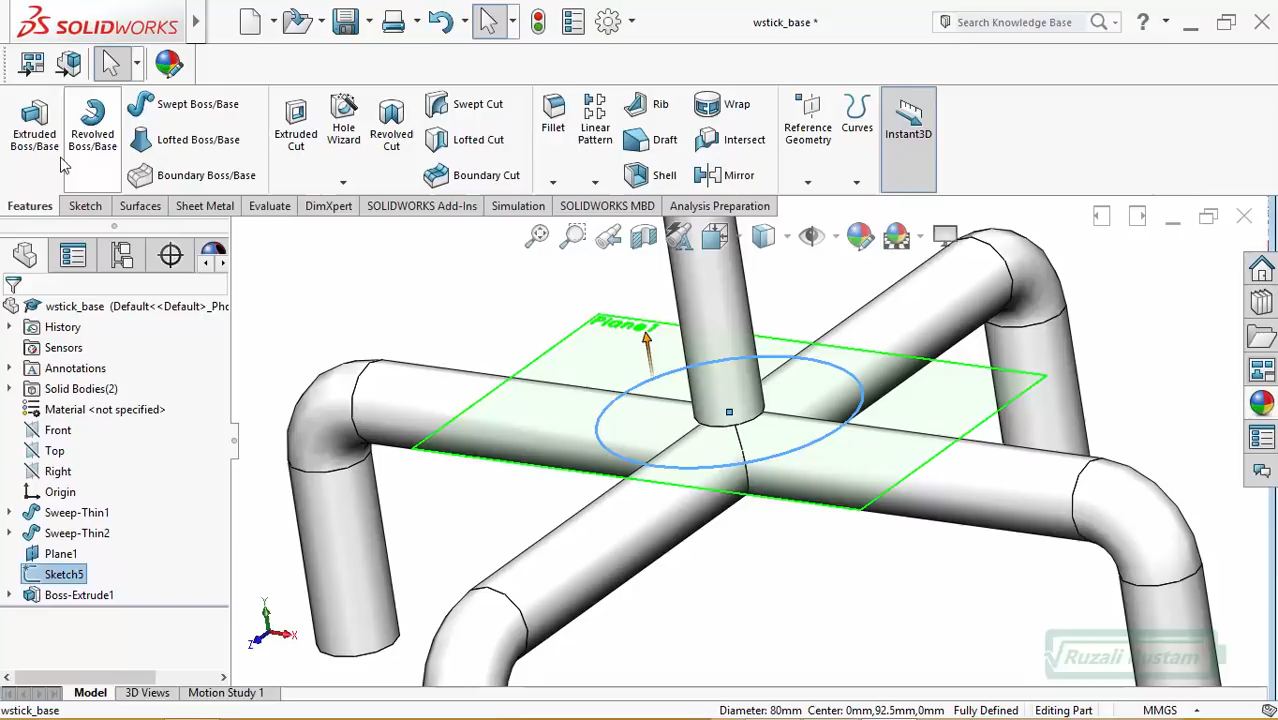 DS SOLIDWORKS
wstick_base *
Search Knowledge Base
?
Extruded Boss/Base
Revolved Boss/Base
Swept Boss/Base
Lofted Boss/Base
Boundary Boss/Base
Extruded Cut
Hole Wizard
Revolved Cut
Swept Cut
Lofted Cut
Boundary Cut
Fillet
Linear Pattern
Rib
Draft
Shell
Wrap
Intersect
Mirror
Reference Geometry
Curves
Instant3D
Features
Sketch
Surfaces
Sheet Metal
Evaluate
DimXpert
SOLIDWORKS Add-Ins
Simulation
SOLIDWORKS MBD
Analysis Preparation
wstick_base (Default<<Default>_Pho
History
Sensors
Annotations
Solid Bodies(2)
Material <not specified>
Front
Top
Right
Origin
Sweep-Thin1
Sweep-Thin2
Plane1
Sketch5
Boss-Extrude1
Plane1
Y
Z
X
Ruzali Rustam
Model
3D Views
Motion Study 1
wstick_base
Diameter: 80mm
Center: 0mm,92.5mm,0mm
Fully Defined
Editing Part
MMGS